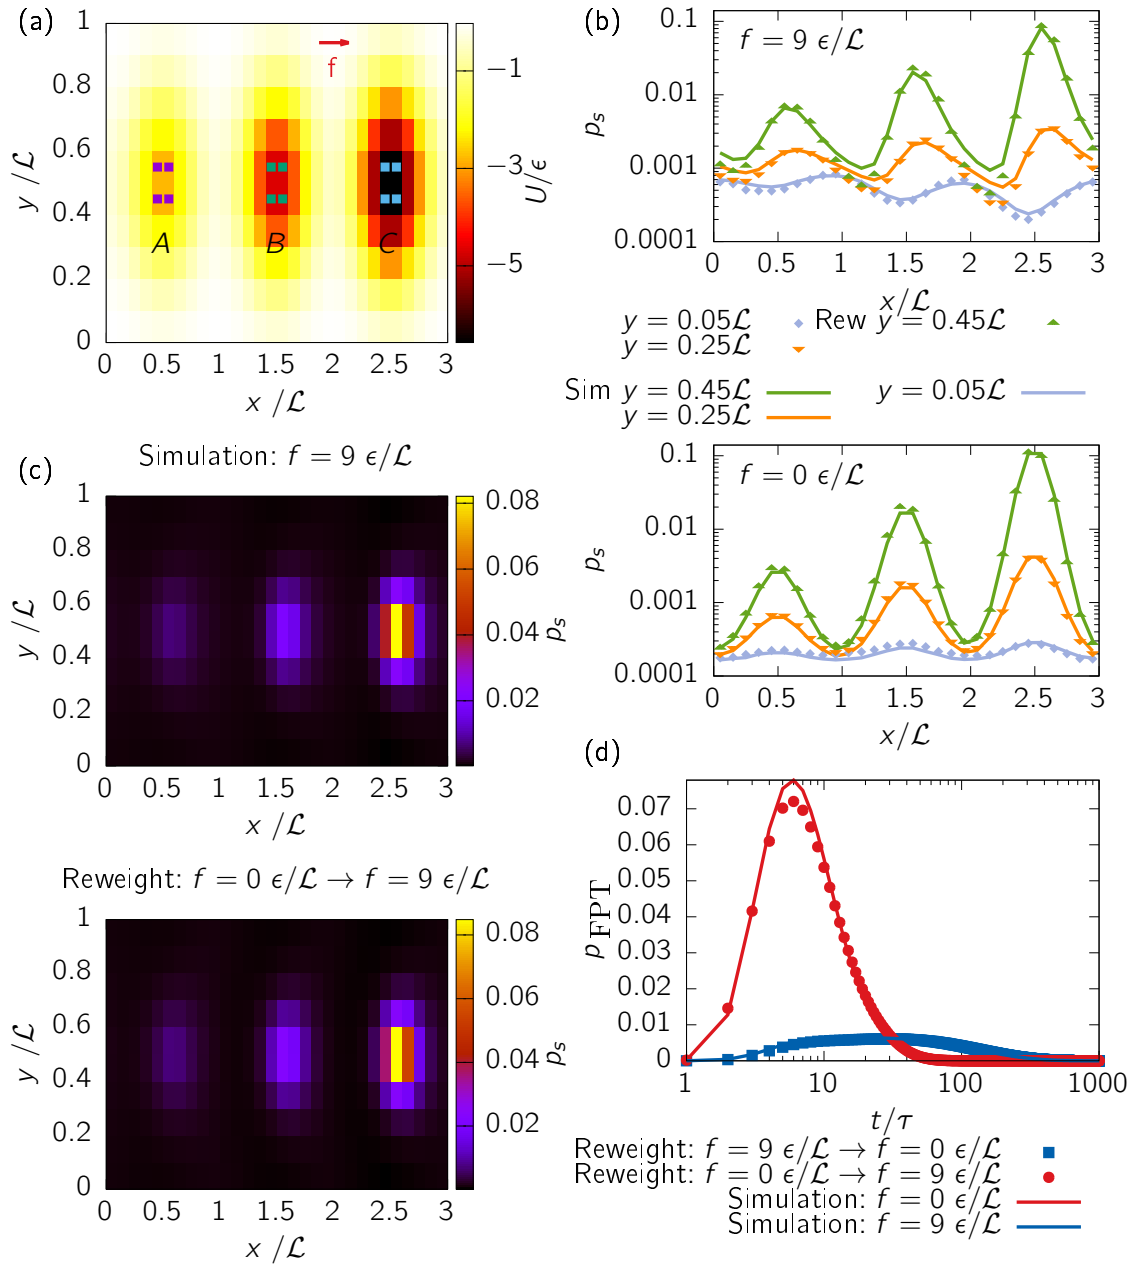 (a)
1
0.8
0.6
0.4
0.2
0
y /ℒ
0 0.5 1 1.5 2 2.5 3
x /ℒ
f
A B C
−1
−3
−5
U/ϵ
(b)
f = 9 ϵ/ℒ
0.1
0.01
0.001
0.0001
p_s
0 0.5 1 1.5 2 2.5 3
x/ℒ
y = 0.05ℒ Rew y = 0.45ℒ
y = 0.25ℒ
Sim y = 0.45ℒ y = 0.05ℒ
y = 0.25ℒ
f = 0 ϵ/ℒ
0.1
0.01
0.001
0.0001
p_s
0 0.5 1 1.5 2 2.5 3
x/ℒ
(c)
Simulation: f = 9 ϵ/ℒ
1
0.8
0.6
0.4
0.2
0
y /ℒ
0 0.5 1 1.5 2 2.5 3
x /ℒ
0.08
0.06
0.04
0.02
p_s
Reweight: f = 0 ϵ/ℒ → f = 9 ϵ/ℒ
1
0.8
0.6
0.4
0.2
0
y /ℒ
0 0.5 1 1.5 2 2.5 3
x /ℒ
0.08
0.06
0.04
0.02
p_s
(d)
0.07
0.06
0.05
0.04
0.03
0.02
0.01
0
p_FPT
1 10 100 1000
t/τ
Reweight: f = 9 ϵ/ℒ → f = 0 ϵ/ℒ
Reweight: f = 0 ϵ/ℒ → f = 9 ϵ/ℒ
Simulation: f = 0 ϵ/ℒ
Simulation: f = 9 ϵ/ℒ